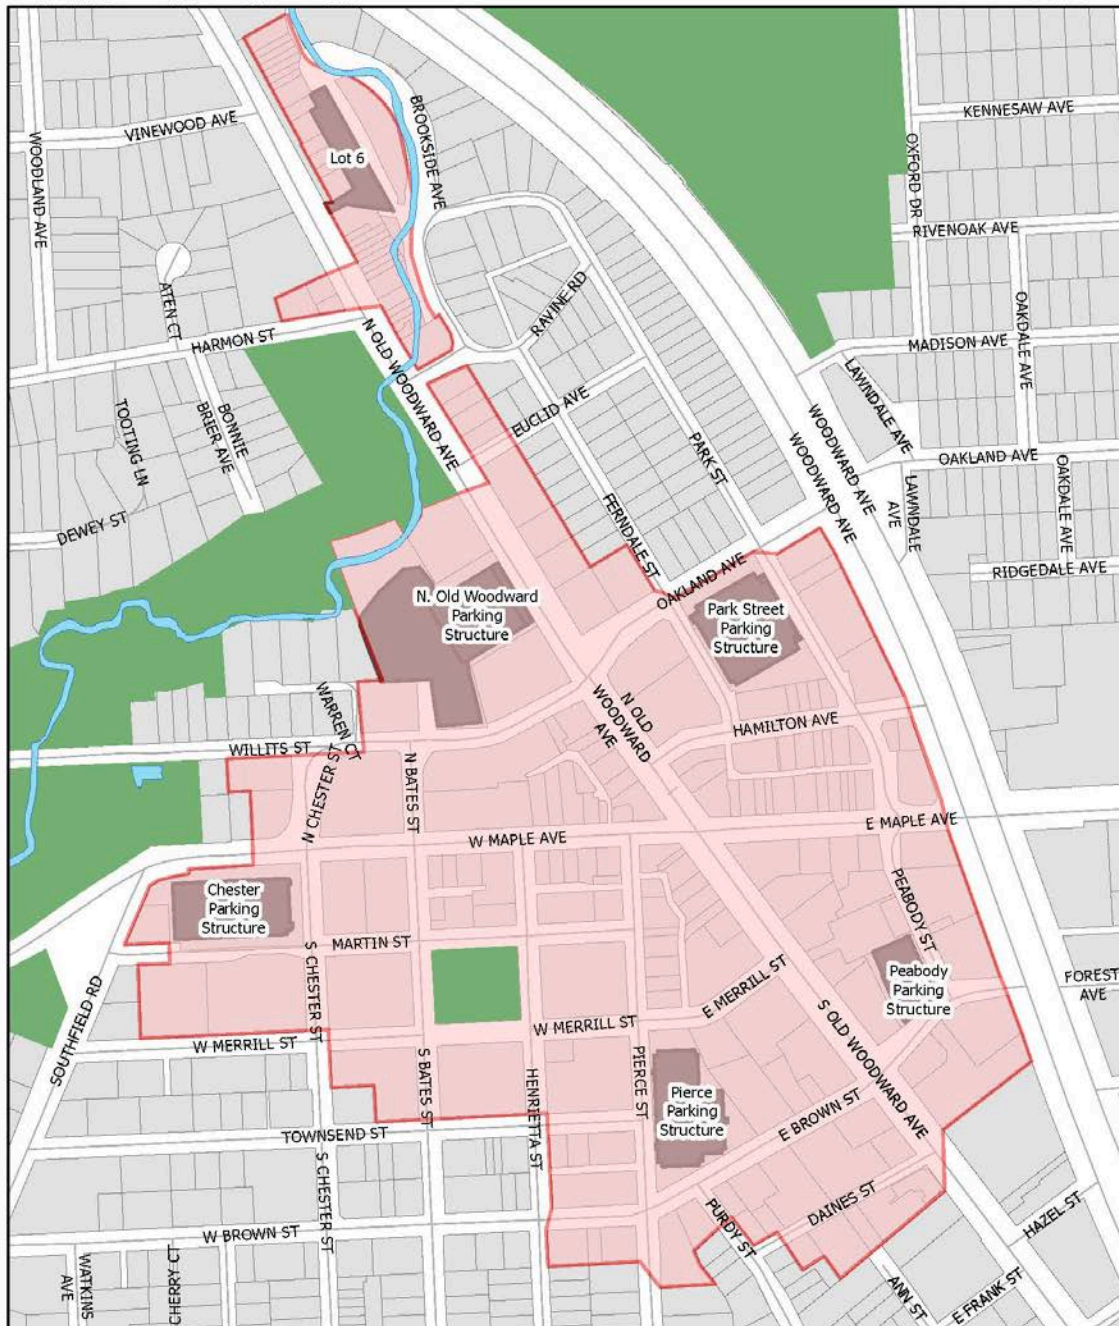 KENNESAW AVE
BROOKSIDE AVE
VINEWOOD AVE
WOODLAND AVE
OXFORD DR
Lot 6
RIVENOAK AVE
ATEN CT
RAVINE RD
OAKDALE AVE
HARMON ST
N OLD WOODWARD AVE
MADISON AVE
LAWNDALE AVE
TOOTING LN
BONNIE
BRIER AVE
EUCLID AVE
WOODWARD AVE
WOODWARD AVE
PARK ST
OAKLAND AVE
LAWNDALE
AVE
OAKDALE AVE
DEWEY ST
FERNDALE ST
RIDGEDALE AVE
OAKLAND AVE
N. Old Woodward
Parking
Structure
Park Street
Parking
Structure
WARREN CT
N OLD
WOODWARD
AVE
HAMILTON AVE
WILLITS ST
N CHESTER ST
N BATES ST
W MAPLE AVE
E MAPLE AVE
Chester
Parking
Structure
PEABODY ST
MARTIN ST
S CHESTER ST
Peabody
Parking
Structure
FOREST
AVE
E MERRILL ST
SOUTHFIELD RD
W MERRILL ST
W MERRILL ST
S OLD WOODWARD AVE
S BATES ST
HENRIETTA ST
PIERCE ST
Pierce
Parking
Structure
E BROWN ST
TOWNSEND ST
S CHESTER ST
DAINES ST
PURDY ST
W BROWN ST
HAZEL ST
WATKINS
AVE
CHERRY CT
ANN ST
E FRANK ST